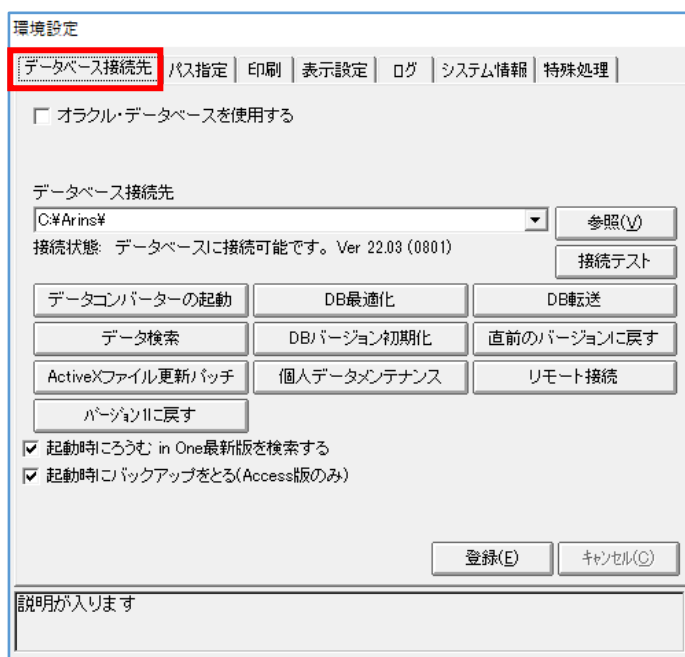 環境設定
データベース接続先 パス指定 印刷 表示設定 ログ システム情報 特殊処理
オラクル・データベースを使用する
データベース接続先
C:¥Arins¥ 参照(V)
接続状態: データベースに接続可能です。Ver 22.03 (0801)
接続テスト
データコンバーターの起動 DB最適化 DB転送
データ検索 DBバージョン初期化 直前のバージョンに戻す
ActiveXファイル更新パッチ 個人データメンテナンス リモート接続
バージョン1に戻す
起動時にろうむ in One最新版を検索する
起動時にバックアップをとる(Access版のみ)
登録(E) キャンセル(C)
説明が入ります